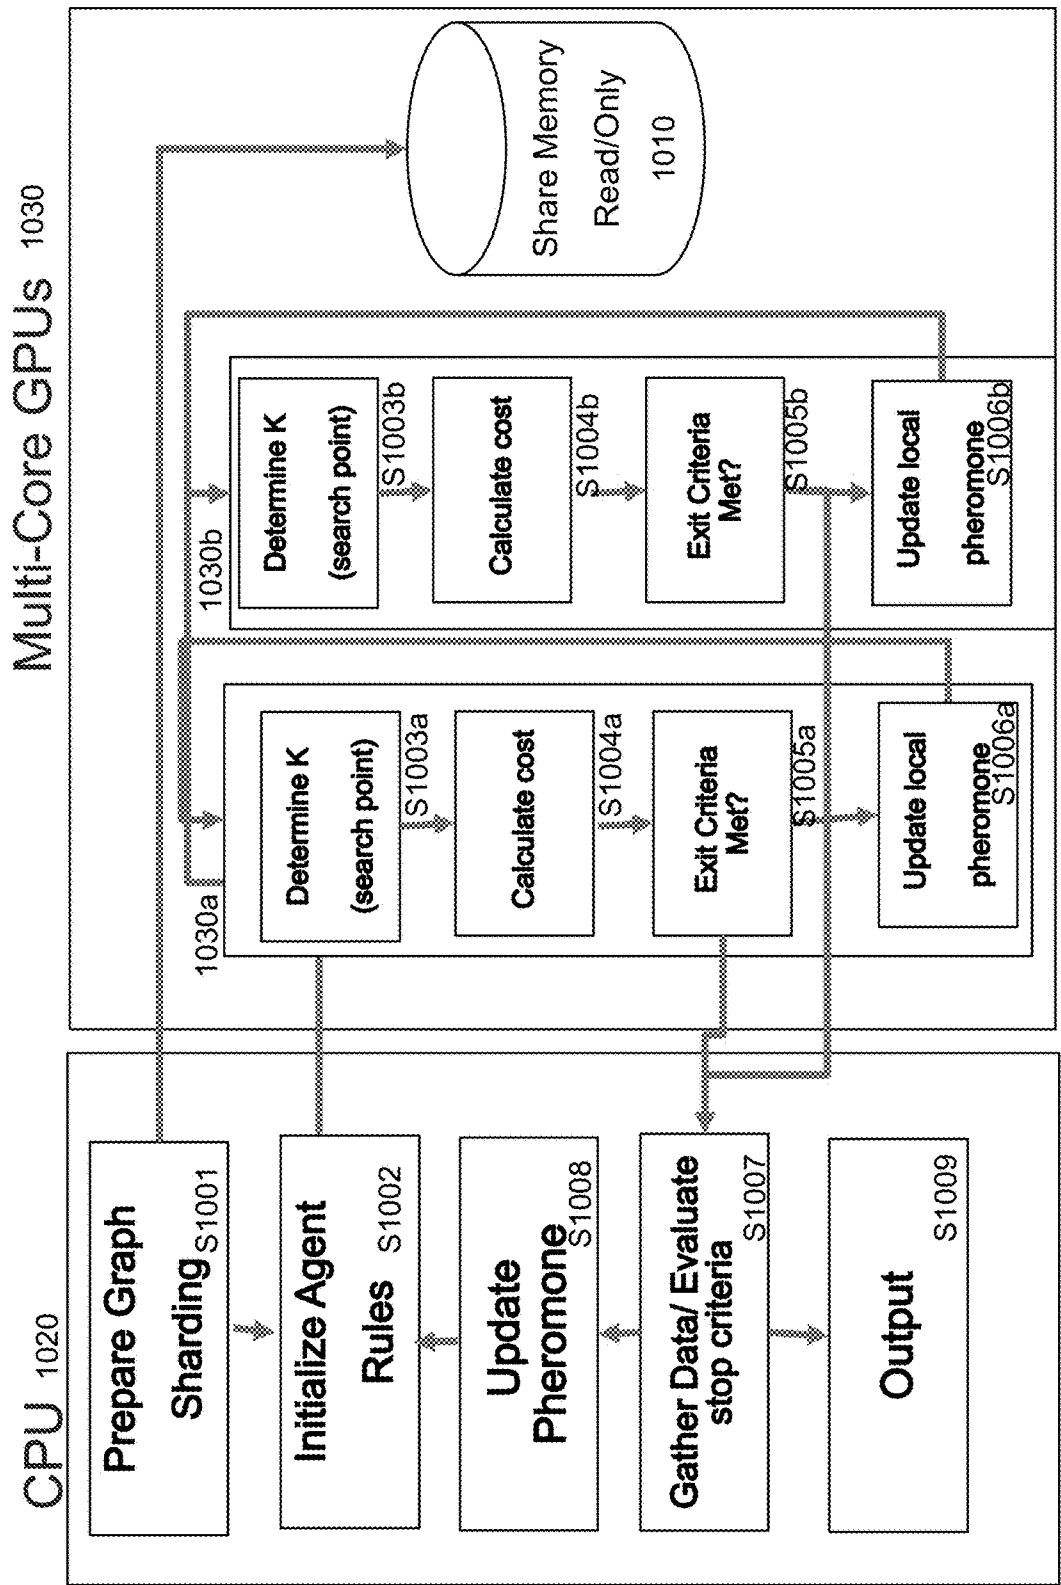 CPU 1020
Prepare Graph
Sharding
S1001
Initialize Agent
Rules
S1002
Update
Pheromone
S1008
Gather Data/ Evaluate
stop criteria
S1007
Output
S1009
Multi-Core GPUs 1030
1030a
Determine K
(search point)
S1003a
Calculate cost
S1004a
Exit Criteria
Met?
S1005a
Update local
pheromone
S1006a
1030b
Determine K
(search point)
S1003b
Calculate cost
S1004b
Exit Criteria
Met?
S1005b
Update local
pheromone
S1006b
Share Memory
Read/Only
1010